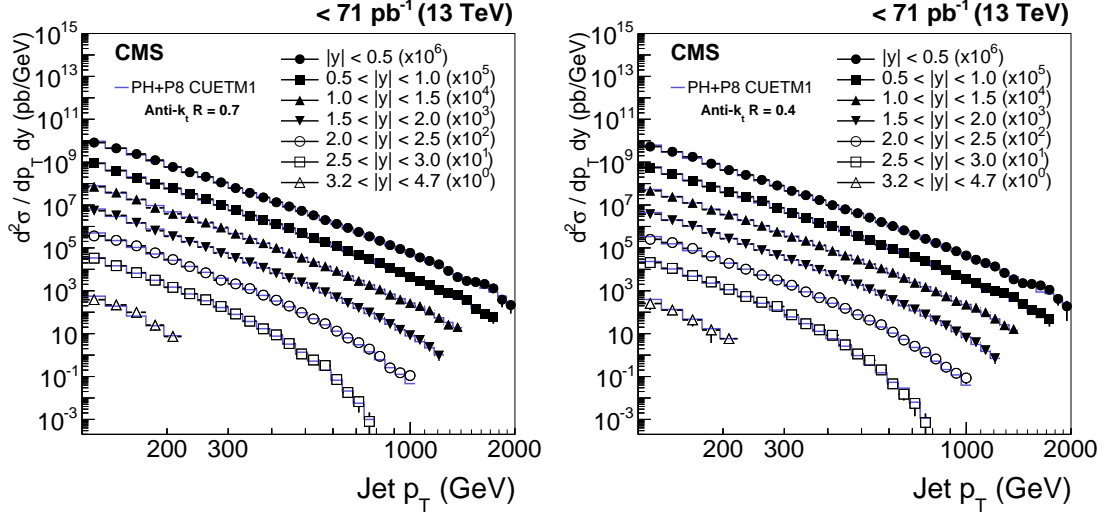 < 71 pb⁻¹ (13 TeV)
CMS
PH+P8 CUETM1
Anti-kₜ R = 0.7
|y| < 0.5 (x10⁶)
0.5 < |y| < 1.0 (x10⁵)
1.0 < |y| < 1.5 (x10⁴)
1.5 < |y| < 2.0 (x10³)
2.0 < |y| < 2.5 (x10²)
2.5 < |y| < 3.0 (x10¹)
3.2 < |y| < 4.7 (x10⁰)
d²σ / dp_T dy (pb/GeV)
10¹⁵
10¹³
10¹¹
10⁹
10⁷
10⁵
10³
10
10⁻¹
10⁻³
200 300 1000 2000
Jet p_T (GeV)
< 71 pb⁻¹ (13 TeV)
CMS
PH+P8 CUETM1
Anti-kₜ R = 0.4
|y| < 0.5 (x10⁶)
0.5 < |y| < 1.0 (x10⁵)
1.0 < |y| < 1.5 (x10⁴)
1.5 < |y| < 2.0 (x10³)
2.0 < |y| < 2.5 (x10²)
2.5 < |y| < 3.0 (x10¹)
3.2 < |y| < 4.7 (x10⁰)
d²σ / dp_T dy (pb/GeV)
10¹⁵
10¹³
10¹¹
10⁹
10⁷
10⁵
10³
10
10⁻¹
10⁻³
200 300 1000 2000
Jet p_T (GeV)